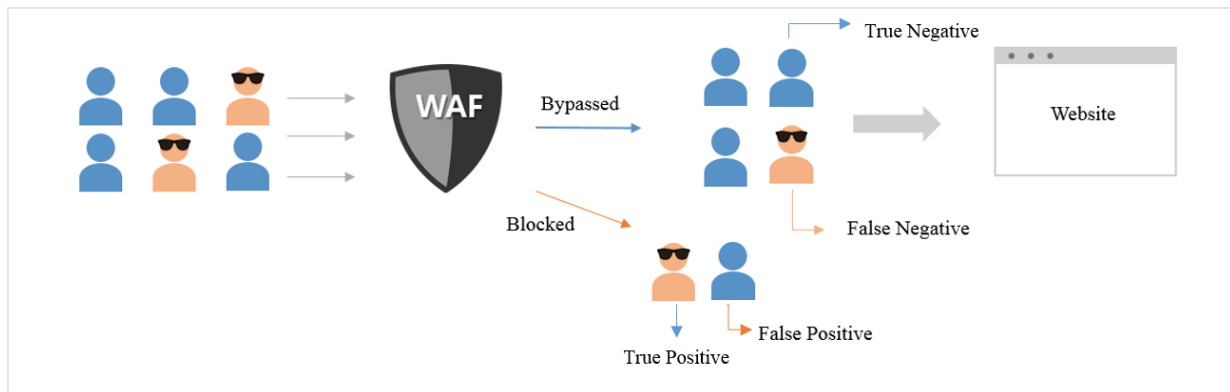 True Negative
WAF
Bypassed
Website
Blocked
False Negative
False Positive
True Positive